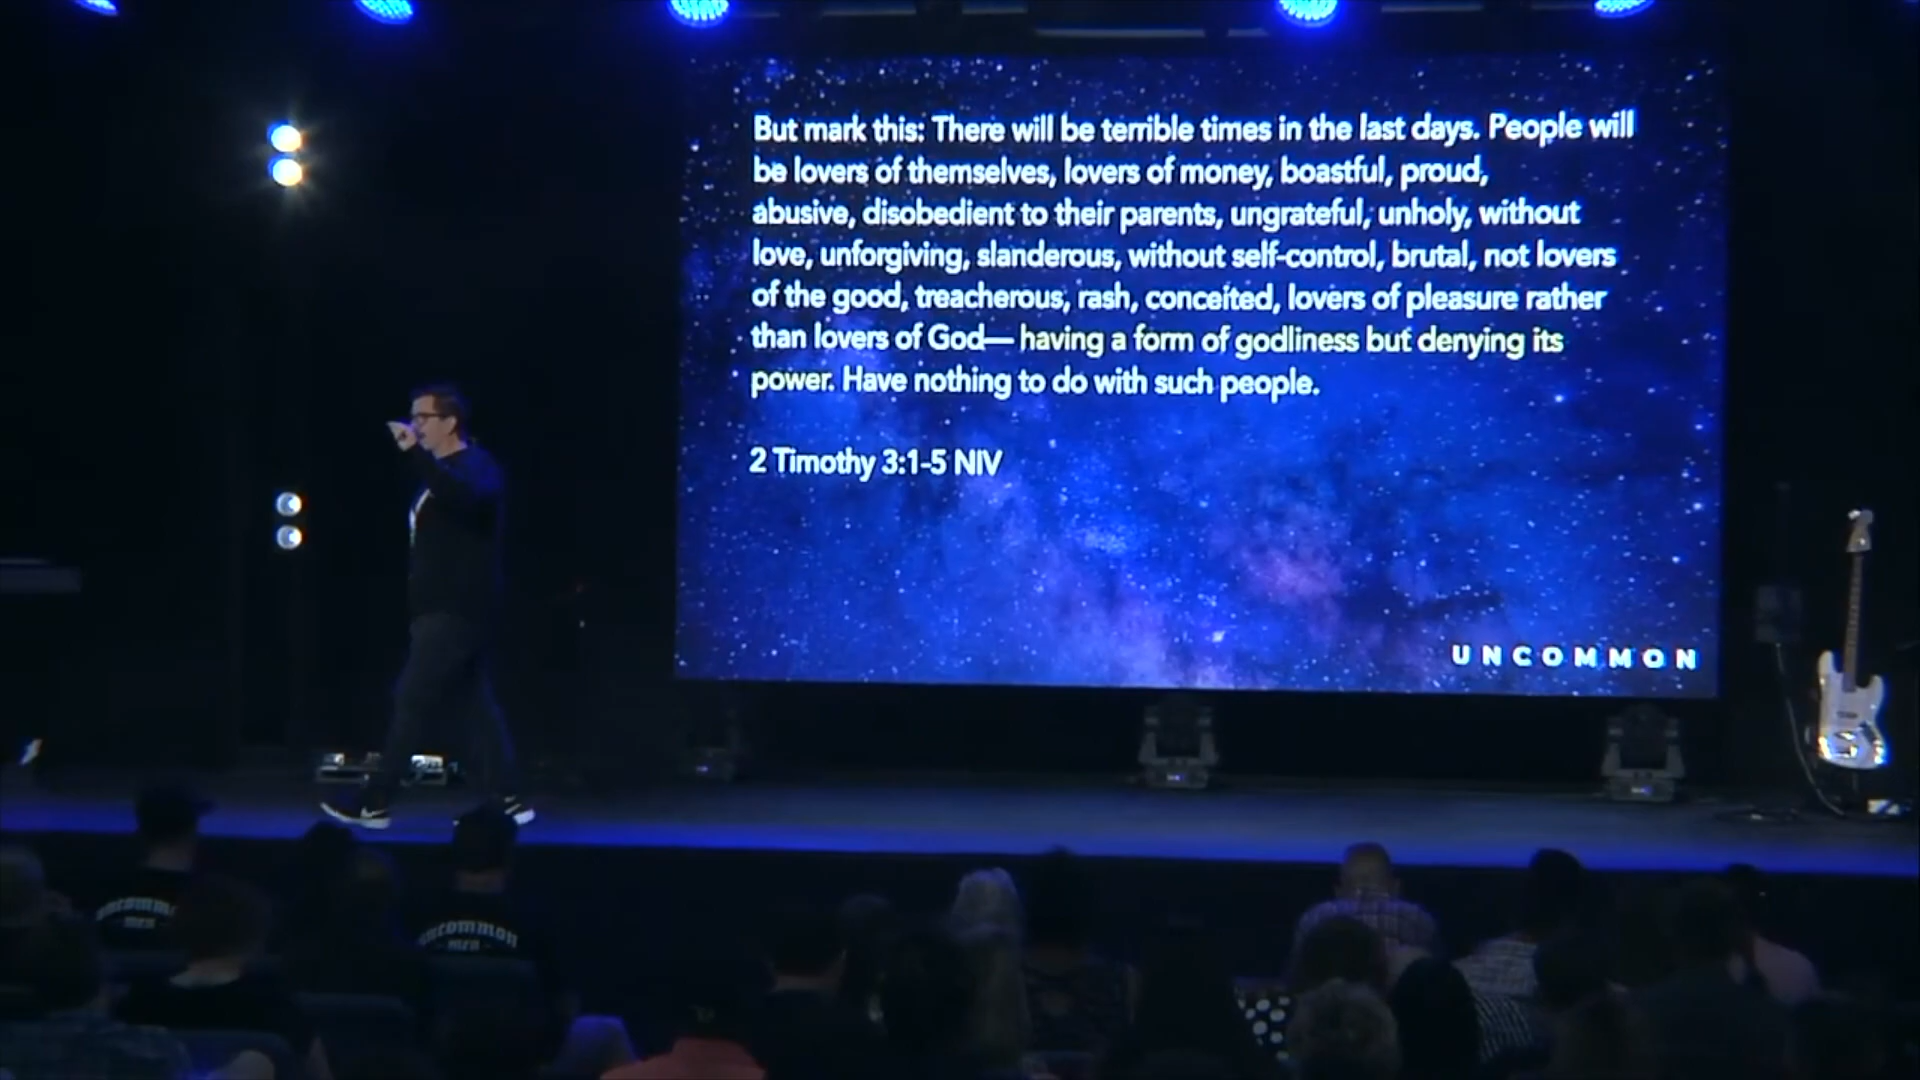 But mark this: There will be terrible times in the last days. People will
be lovers of themselves, lovers of money, boastful, proud,
abusive, disobedient to their parents, ungrateful, unholy, without
love, unforgiving, slanderous, without self-control, brutal, not lovers
of the good, treacherous, rash, conceited, lovers of pleasure rather
than lovers of God— having a form of godliness but denying its
power. Have nothing to do with such people.
2 Timothy 3:1-5 NIV
UNCOMMON
uncommon
men
uncommon
men